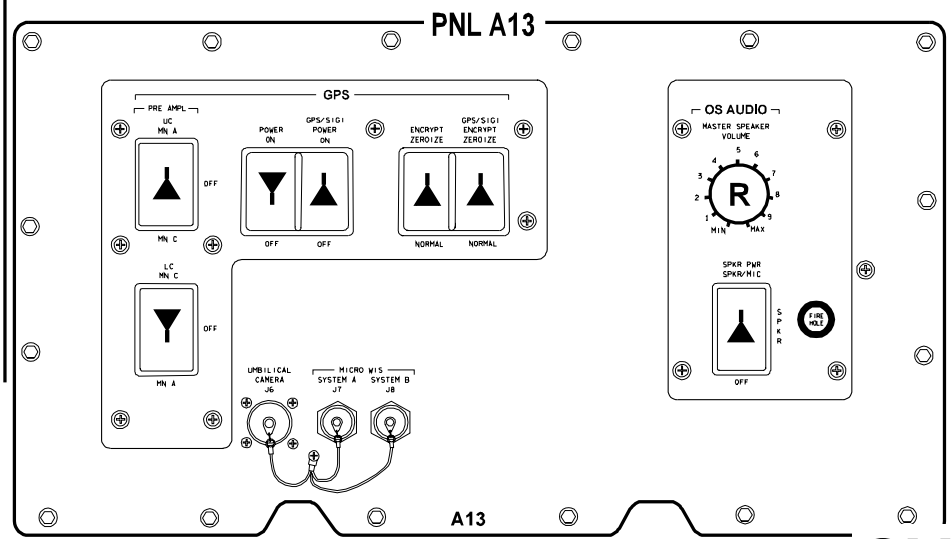 PNL A13
GPS
PRE AMPL
UC
MN A
OFF
MN C
LC
MN C
OFF
MN A
POWER
ON
OFF
GPS/SIGI
POWER
ON
OFF
ENCRYPT
ZEROIZE
NORMAL
GPS/SIGI
ENCRYPT
ZEROIZE
NORMAL
OS AUDIO
MASTER SPEAKER
VOLUME
MIN 1 2 3 4 5 6 7 8 9 MAX
R
SPKR PWR
SPKR/MIC
SPKR
OFF
FIRE
HOLE
UMBILICAL
CAMERA
J6
MICRO WIS
SYSTEM A SYSTEM B
J7 J8
A13